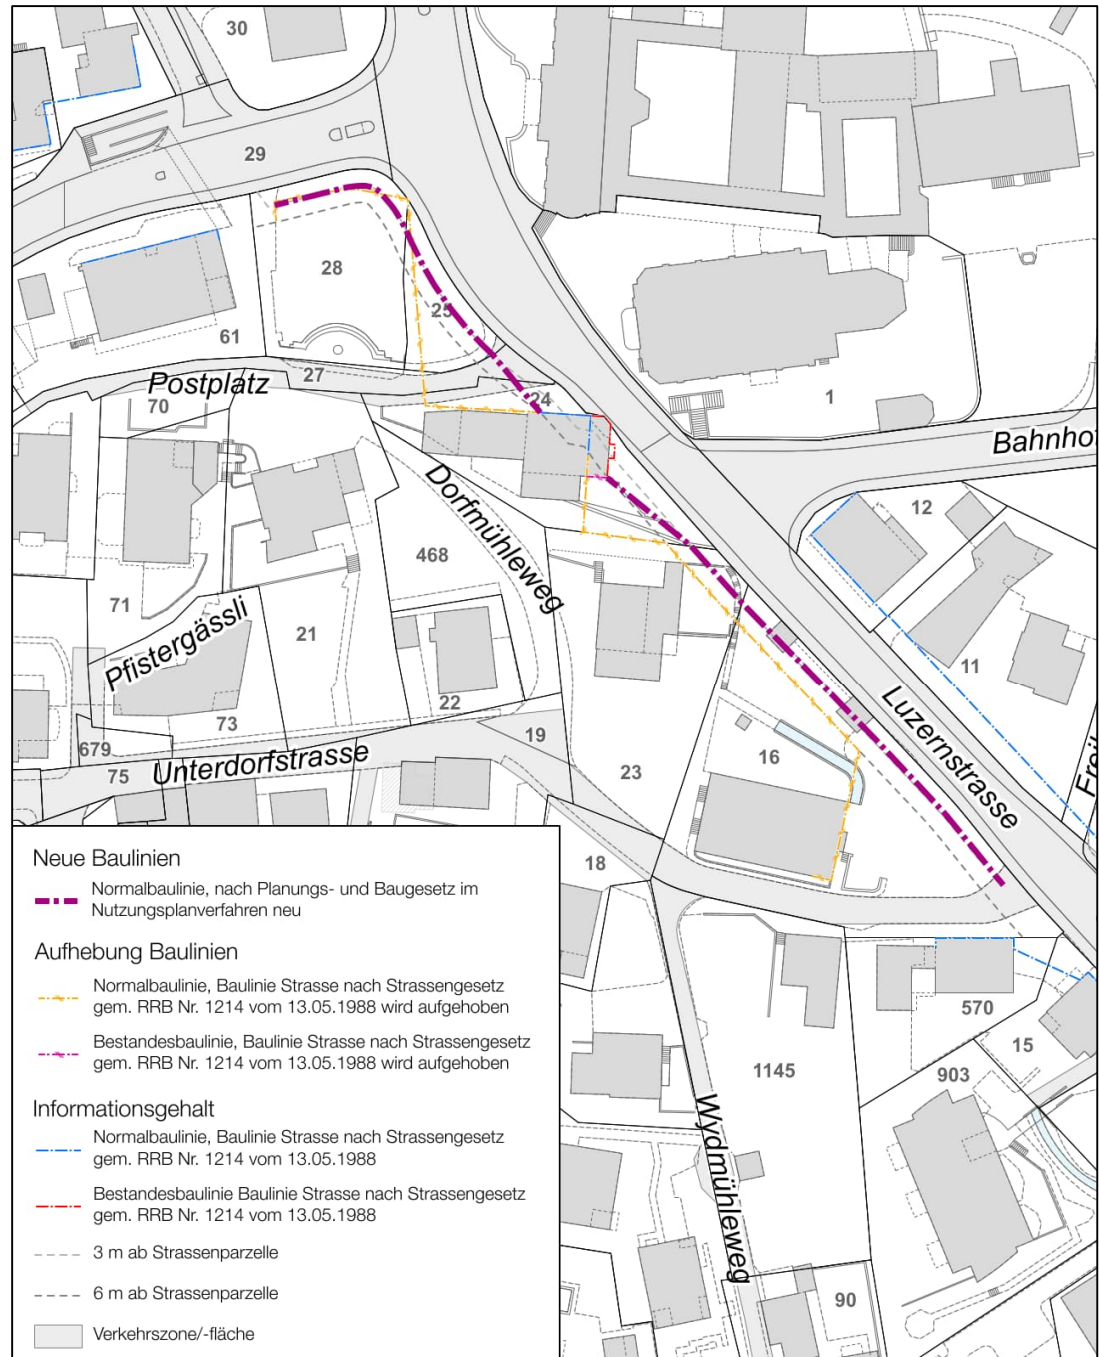 30
29
28
25
61
27
Postplatz
70
24
1
Bahnho
12
Dorfmühleweg
468
71
Pfistergässli
21
11
22
73
679
19
Luzernstrasse
75
Unterdorfstrasse
23
16
Freil
18
570
15
1145
903
Wydmühleweg
90
Neue Baulinien
Normalbaulinie, nach Planungs- und Baugesetz im
Nutzungsplanverfahren neu
Aufhebung Baulinien
Normalbaulinie, Baulinie Strasse nach Strassengesetz
gem. RRB Nr. 1214 vom 13.05.1988 wird aufgehoben
Bestandesbaulinie, Baulinie Strasse nach Strassengesetz
gem. RRB Nr. 1214 vom 13.05.1988 wird aufgehoben
Informationsgehalt
Normalbaulinie, Baulinie Strasse nach Strassengesetz
gem. RRB Nr. 1214 vom 13.05.1988
Bestandesbaulinie Baulinie Strasse nach Strassengesetz
gem. RRB Nr. 1214 vom 13.05.1988
3 m ab Strassenparzelle
6 m ab Strassenparzelle
Verkehrszone/-fläche